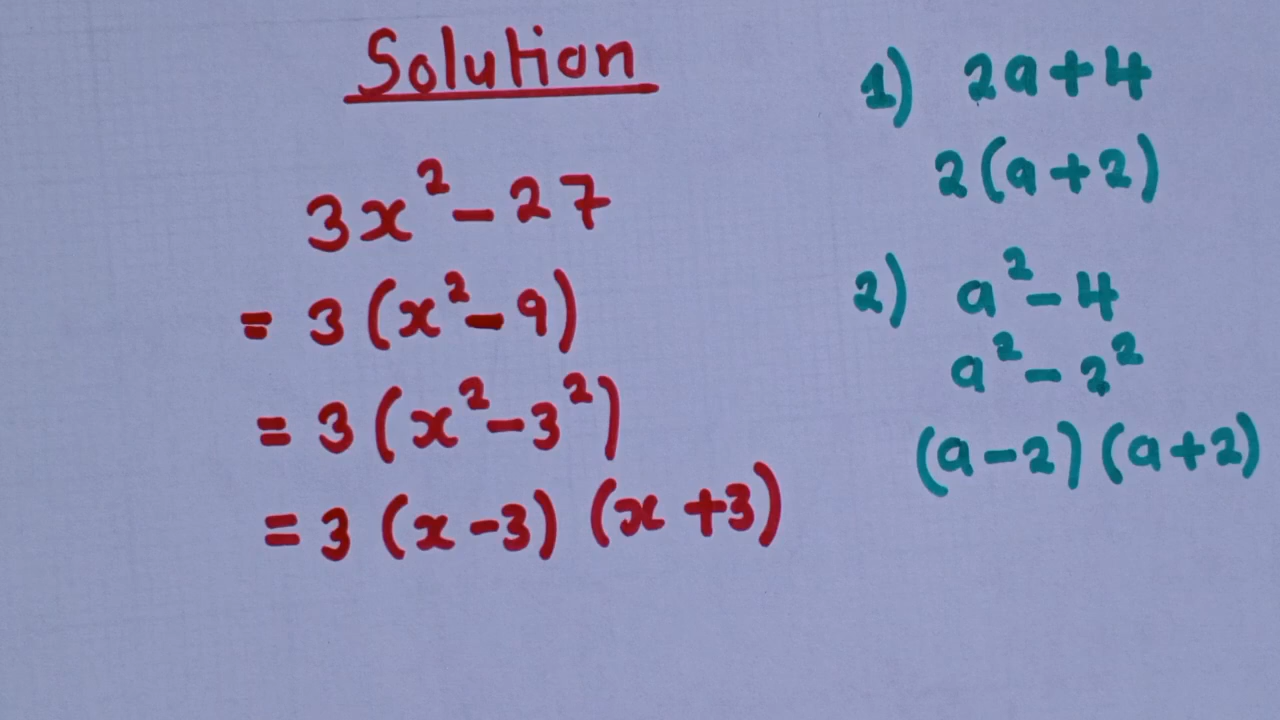 Solution
3x² - 27
= 3(x² - 9)
= 3(x² - 3²)
= 3(x - 3)(x + 3)
1) 2a + 4
2(a + 2)
2) a² - 4
a² - 2²
(a - 2)(a + 2)